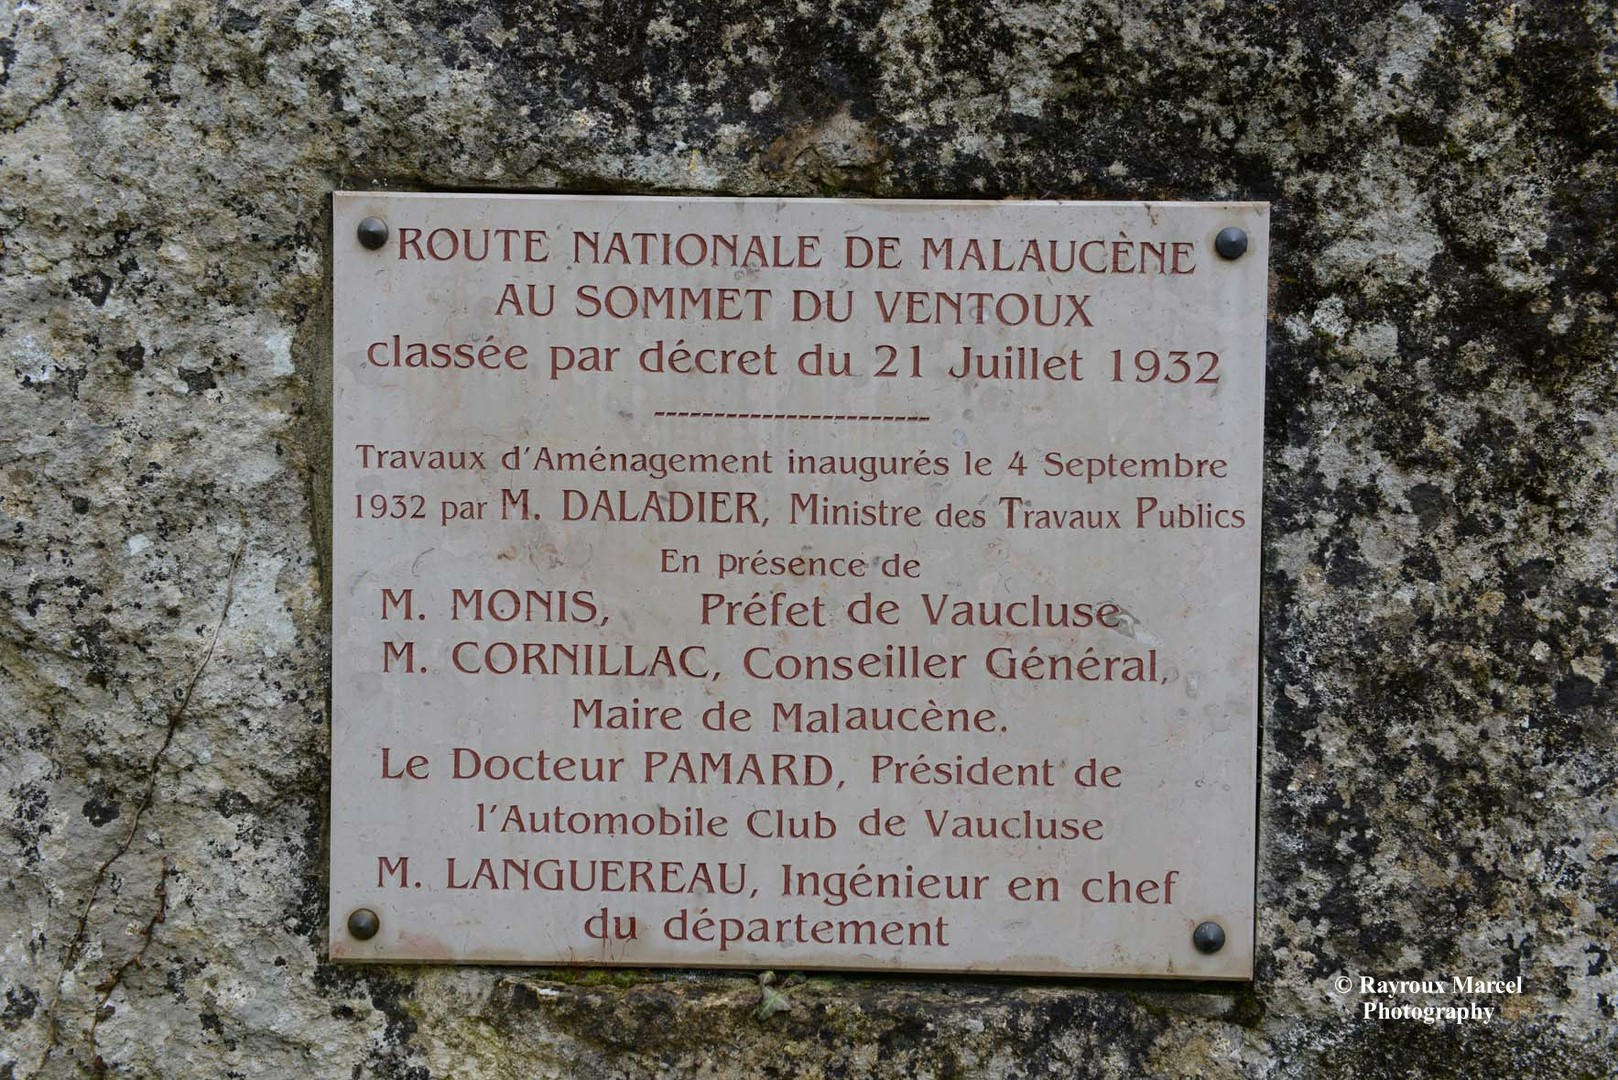 ROUTE NATIONALE DE MALAUCÈNE
AU SOMMET DU VENTOUX
classée par décret du 21 Juillet 1932
-----------------------
Travaux d'Aménagement inaugurés le 4 Septembre
1932 par M. DALADIER, Ministre des Travaux Publics
En présence de
M. MONIS, Préfet de Vaucluse
M. CORNILLAC, Conseiller Général,
Maire de Malaucène.
Le Docteur PAMARD, Président de
l'Automobile Club de Vaucluse
M. LANGUEREAU, Ingénieur en chef
du département
© Rayroux Marcel
Photography